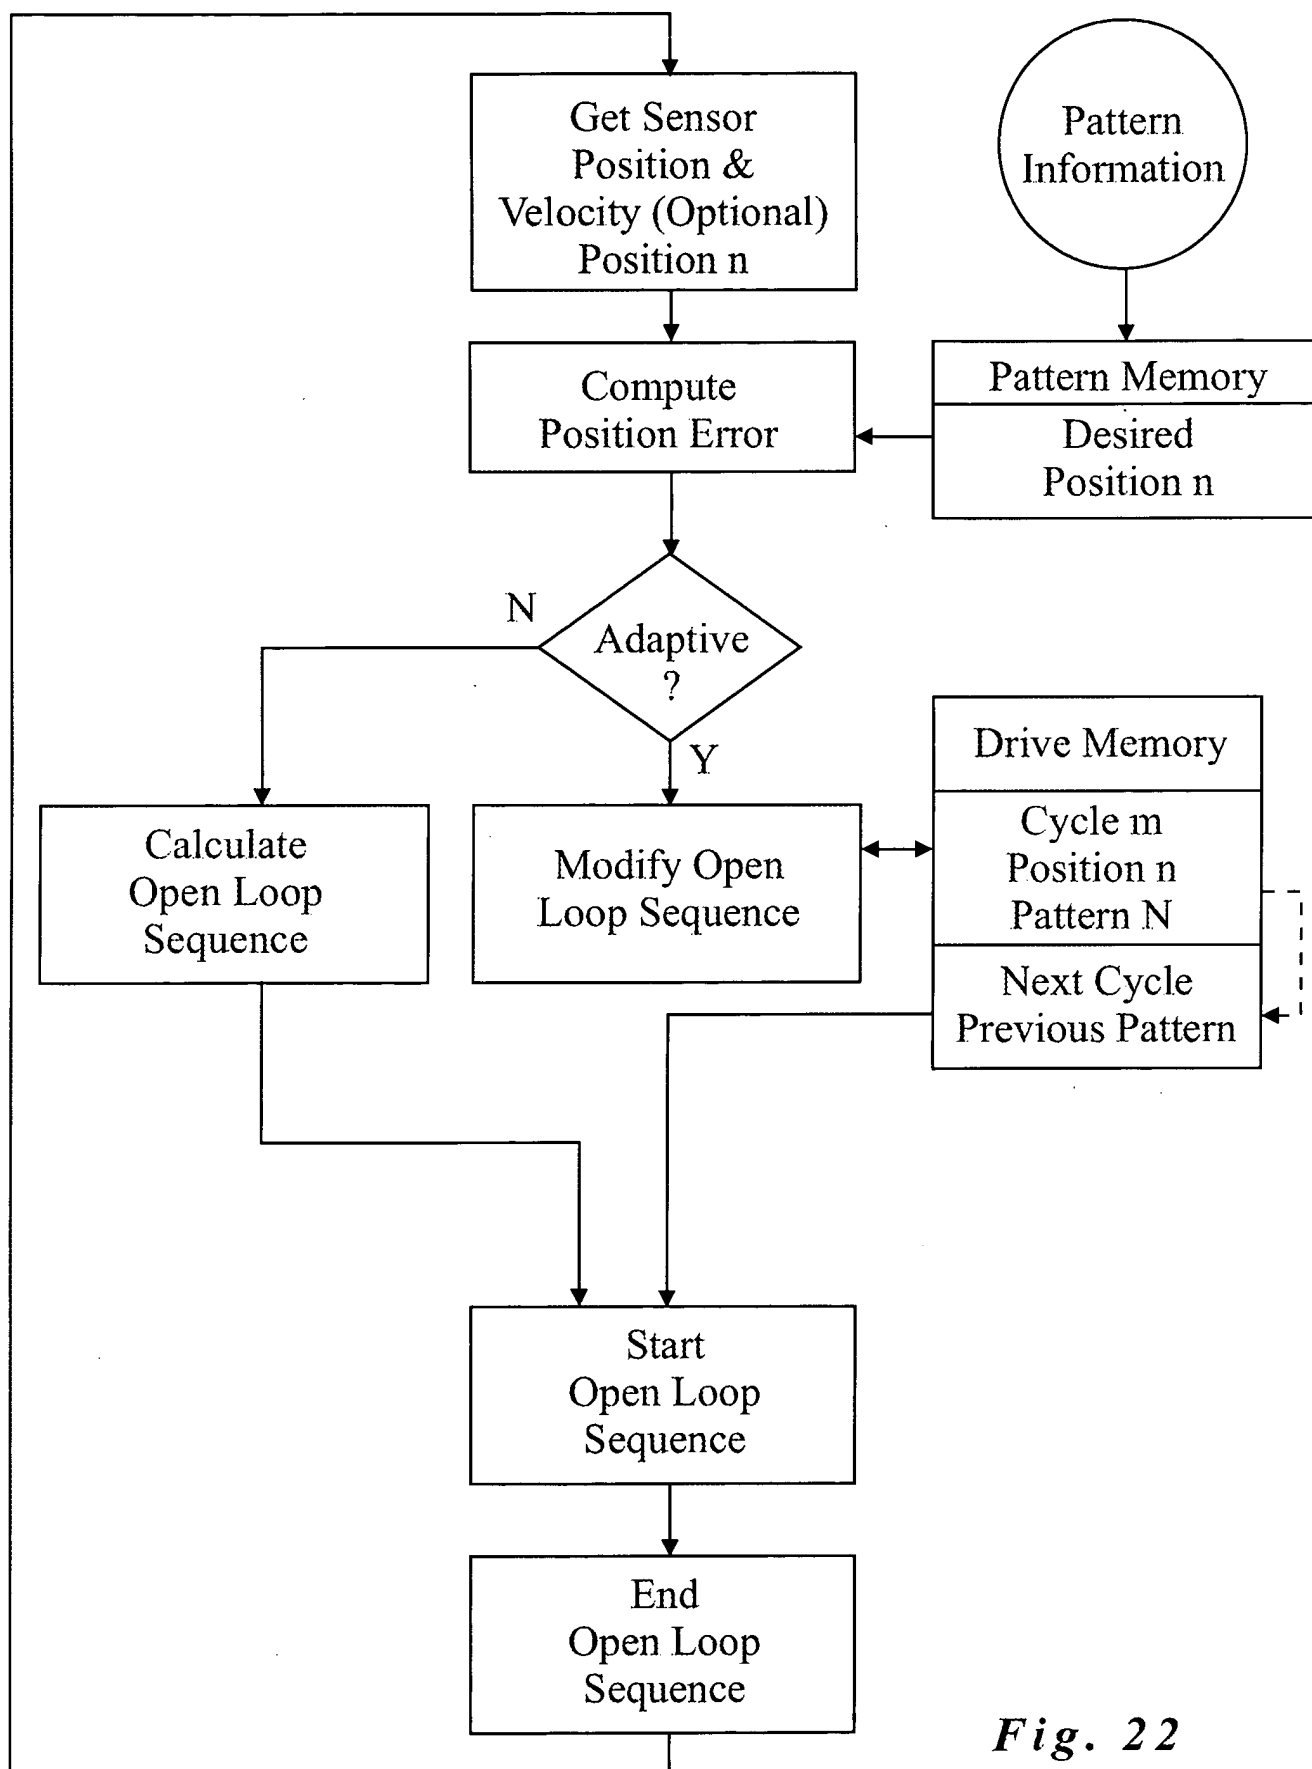 Get Sensor
Position &
Velocity (Optional)
Position n
Pattern
Information
Compute
Position Error
Pattern Memory
Desired
Position n
N
Adaptive
?
Y
Drive Memory
Cycle m
Position n
Pattern N
Next Cycle
Previous Pattern
Calculate
Open Loop
Sequence
Modify Open
Loop Sequence
Start
Open Loop
Sequence
End
Open Loop
Sequence
Fig. 22